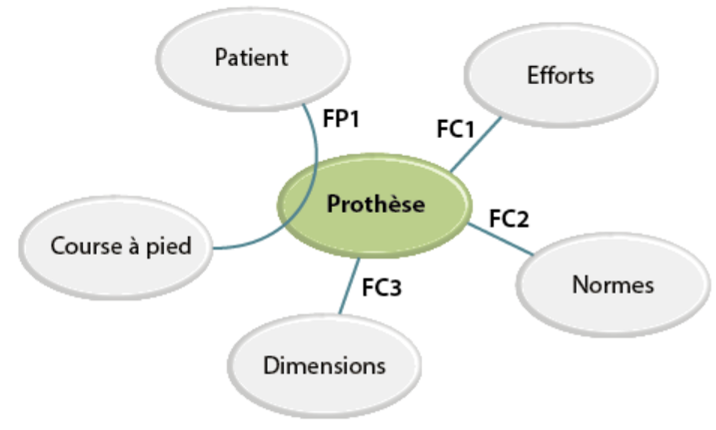 Patient
Efforts
FP1
FC1
Prothèse
FC2
Course à pied
FC3
Normes
Dimensions